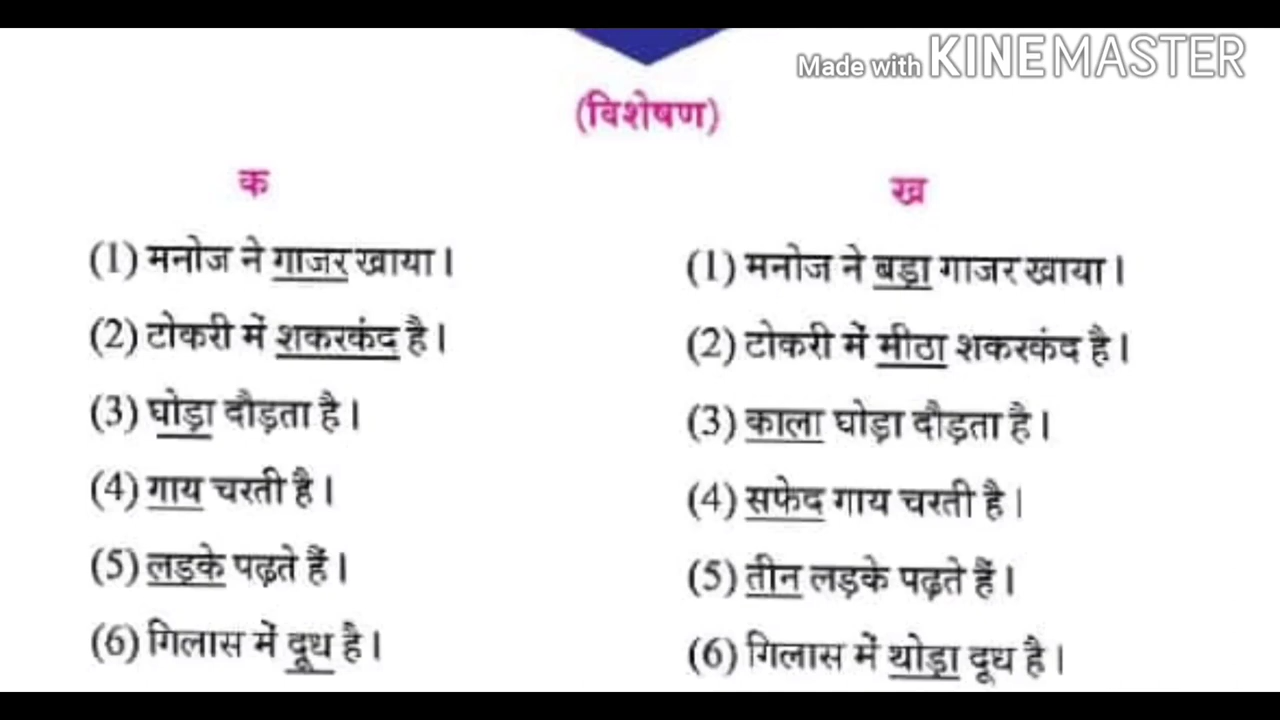 Made with KINEMASTER
(विशेषण)
क
(1) मनोज ने गाजर खाया।
(2) टोकरी में शकरकंद है।
(3) घोड़ा दौड़ता है।
(4) गाय चरती है।
(5) लड़के पढ़ते हैं।
(6) गिलास में दूध है।
ख
(1) मनोज ने बड़ा गाजर खाया।
(2) टोकरी में मीठा शकरकंद है।
(3) काला घोड़ा दौड़ता है।
(4) सफेद गाय चरती है।
(5) तीन लड़के पढ़ते हैं।
(6) गिलास में थोड़ा दूध है।